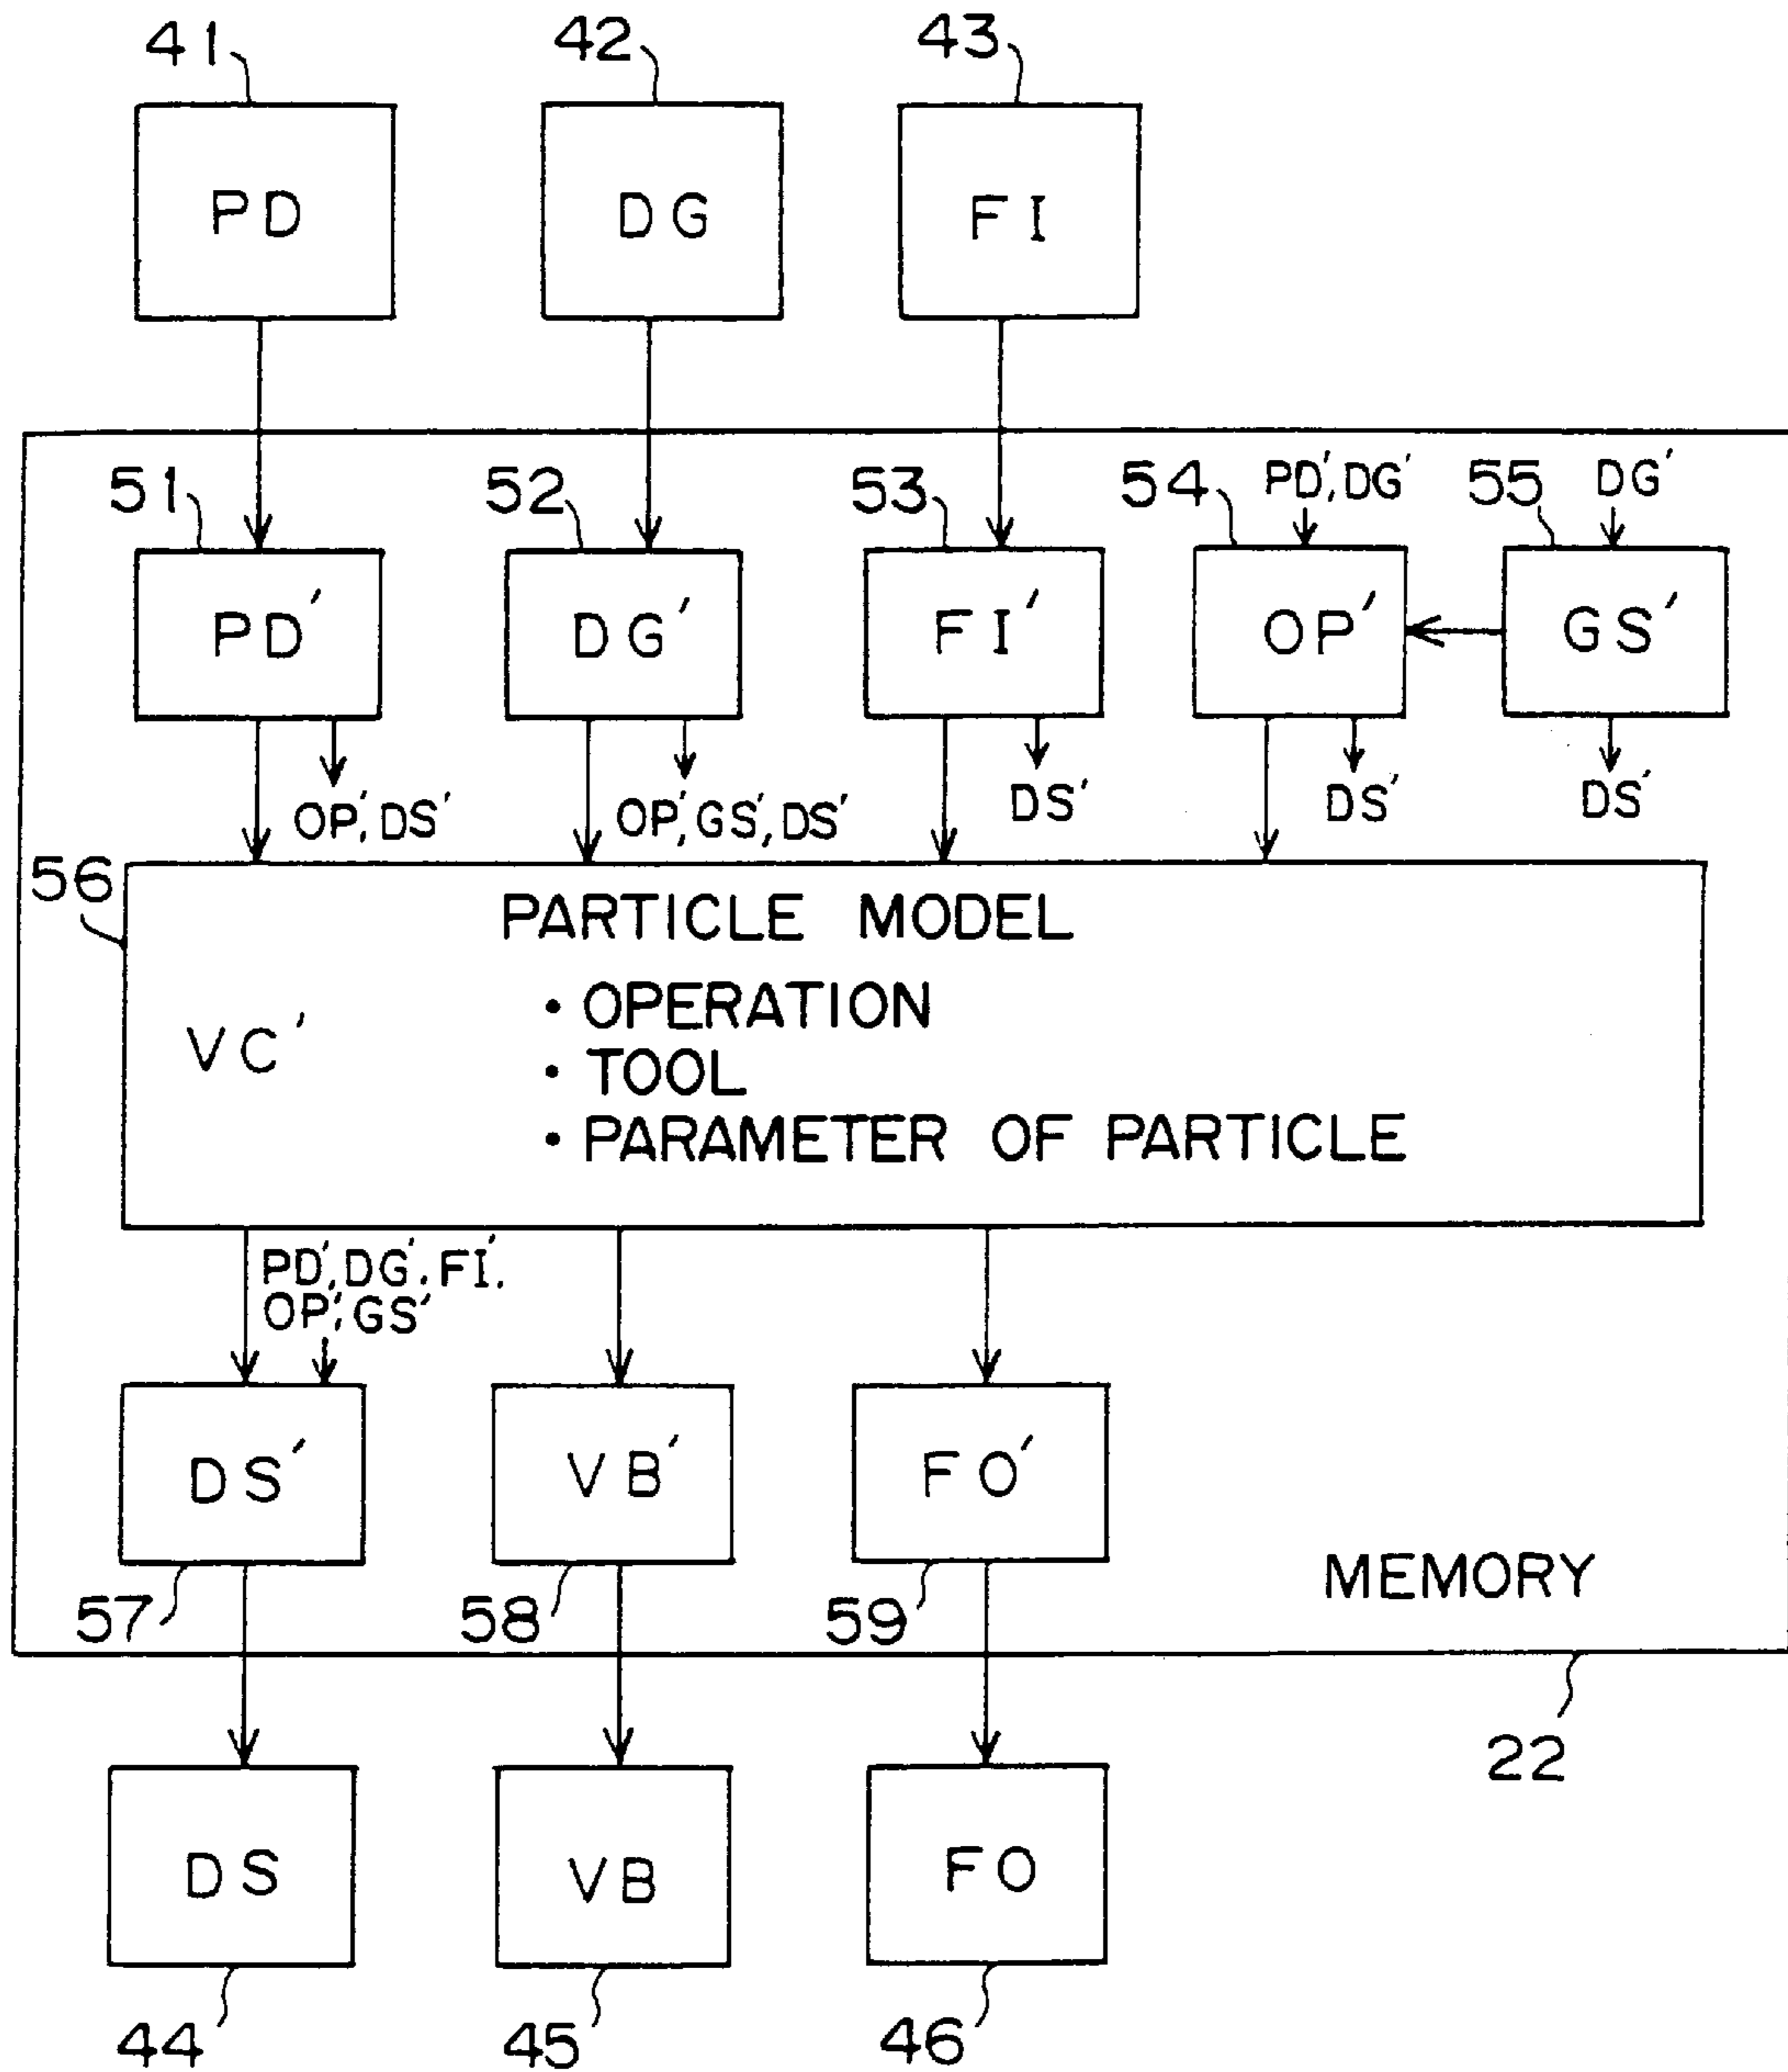 41 42 43
PD DG FI
51 52 53 54 PD', DG' 55 DG'
PD' DG' FI' OP' GS'
OP', DS' OP', GS', DS' DS' DS' DS'
56
PARTICLE MODEL
• OPERATION
VC'
• TOOL
• PARAMETER OF PARTICLE
PD', DG', FI',
OP', GS'
DS' VB' FO'
MEMORY
57 58 59
22
DS VB FO
44 45 46